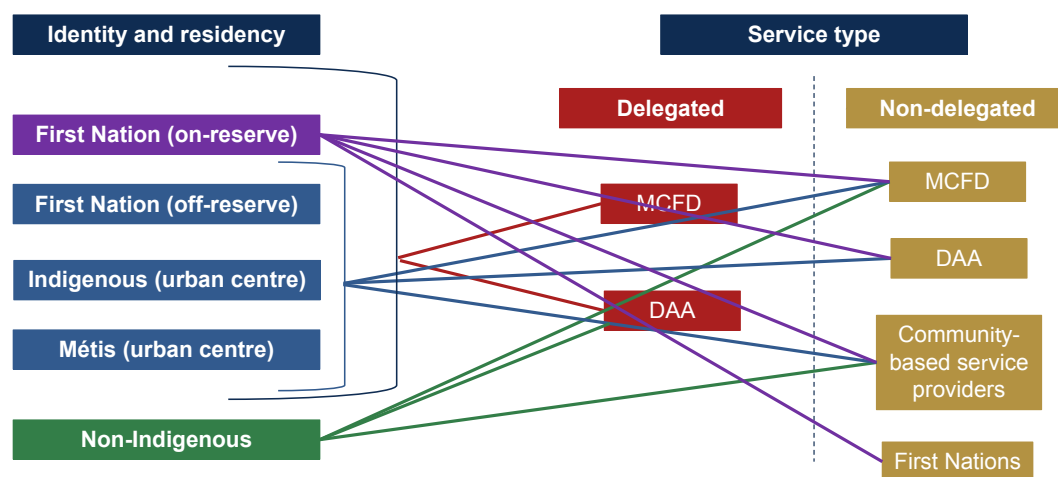 Identity and residency
Service type
Delegated
Non-delegated
First Nation (on-reserve)
First Nation (off-reserve)
Indigenous (urban centre)
Métis (urban centre)
Non-Indigenous
MCFD
DAA
MCFD
DAA
Community-
based service
providers
First Nations